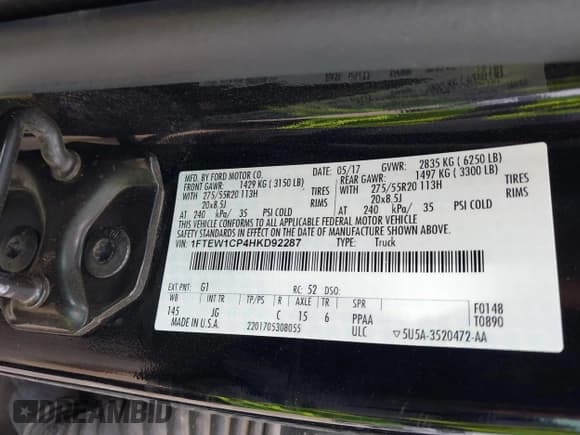 MFD. BY FORD MOTOR CO.
DATE: 05/17 GVWR: 2835 KG ( 6250 LB)
FRONT GAWR: 1429 KG ( 3150 LB) REAR GAWR: 1497 KG ( 3300 LB)
WITH 275/55R20 113H TIRES WITH 275/55R20 113H TIRES
20x8.5J RIMS 20x8.5J RIMS
AT 240 kPa/ 35 PSI COLD AT 240 kPa/ 35 PSI COLD
THIS VEHICLE CONFORMS TO ALL APPLICABLE FEDERAL MOTOR VEHICLE
SAFETY STANDARDS IN EFFECT ON THE DATE OF MANUFACTURE SHOWN ABOVE.
VIN: 1FTEW1CP4HKD92287 TYPE: Truck
EXT PNT: G1 RC: 52 DSO:
WB INT TR TP/PS R AXLE TR SPR
145 JG C 15 6 PPAA
F0148
T0890
MADE IN U.S.A. 2201705308055 ULC ▽5U5A-3520472-AA
DREAMBID